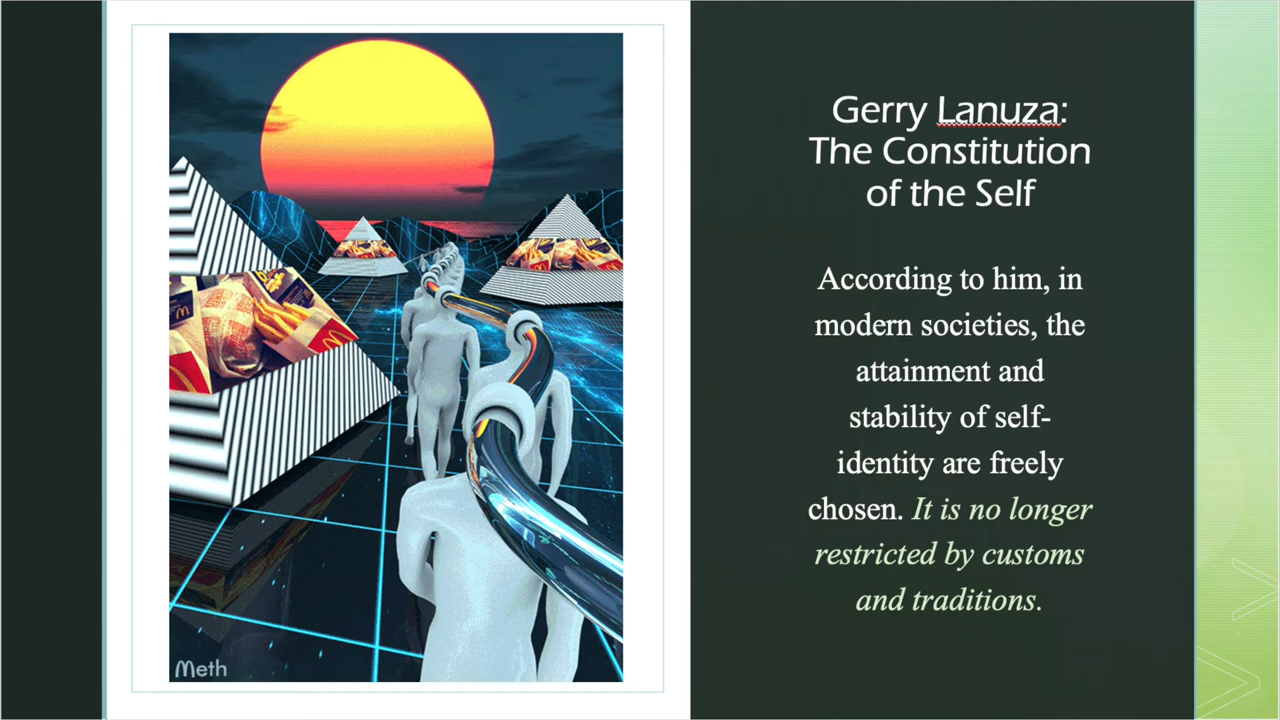 Gerry Lanuza:
The Constitution
of the Self
According to him, in
modern societies, the
attainment and
stability of self-
identity are freely
chosen. It is no longer
restricted by customs
and traditions.
Meth